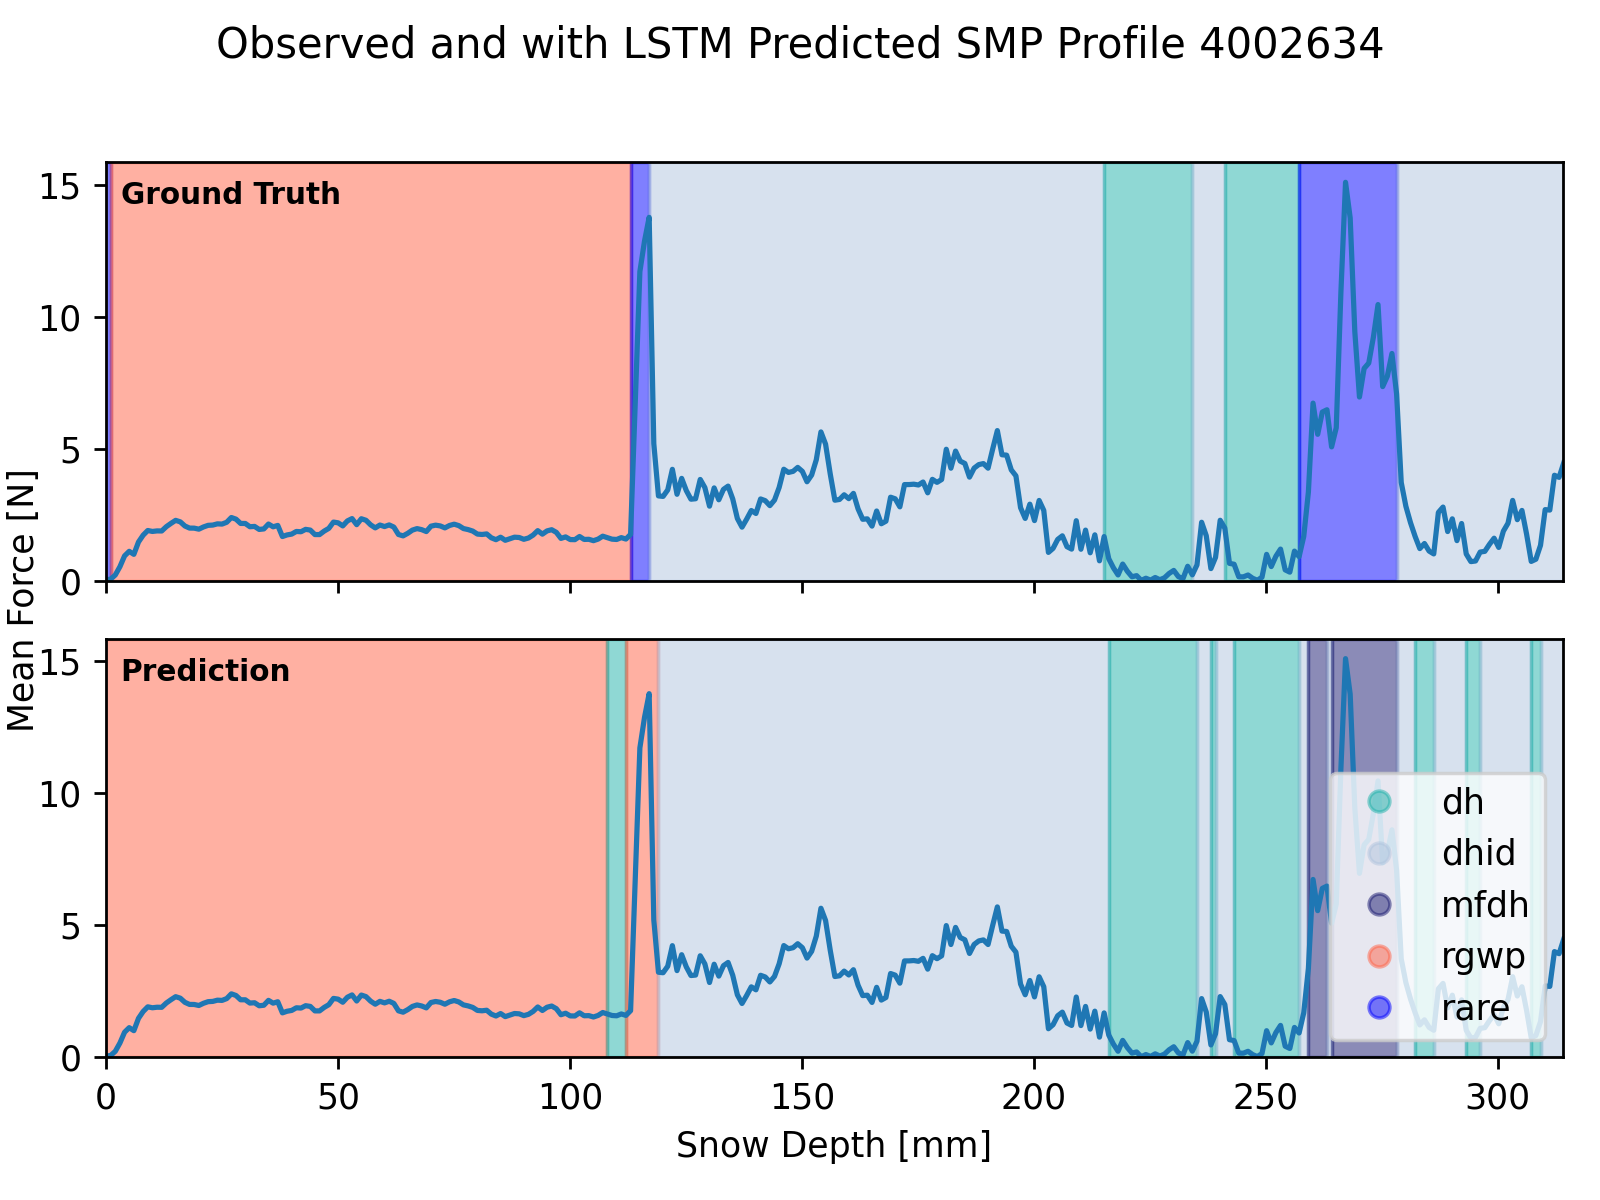 Observed and with LSTM Predicted SMP Profile 4002634
Mean Force [N]
15
10
5
0
Ground Truth
15
10
5
0
Prediction
dh
dhid
mfdh
rgwp
rare
0 50 100 150 200 250 300
Snow Depth [mm]